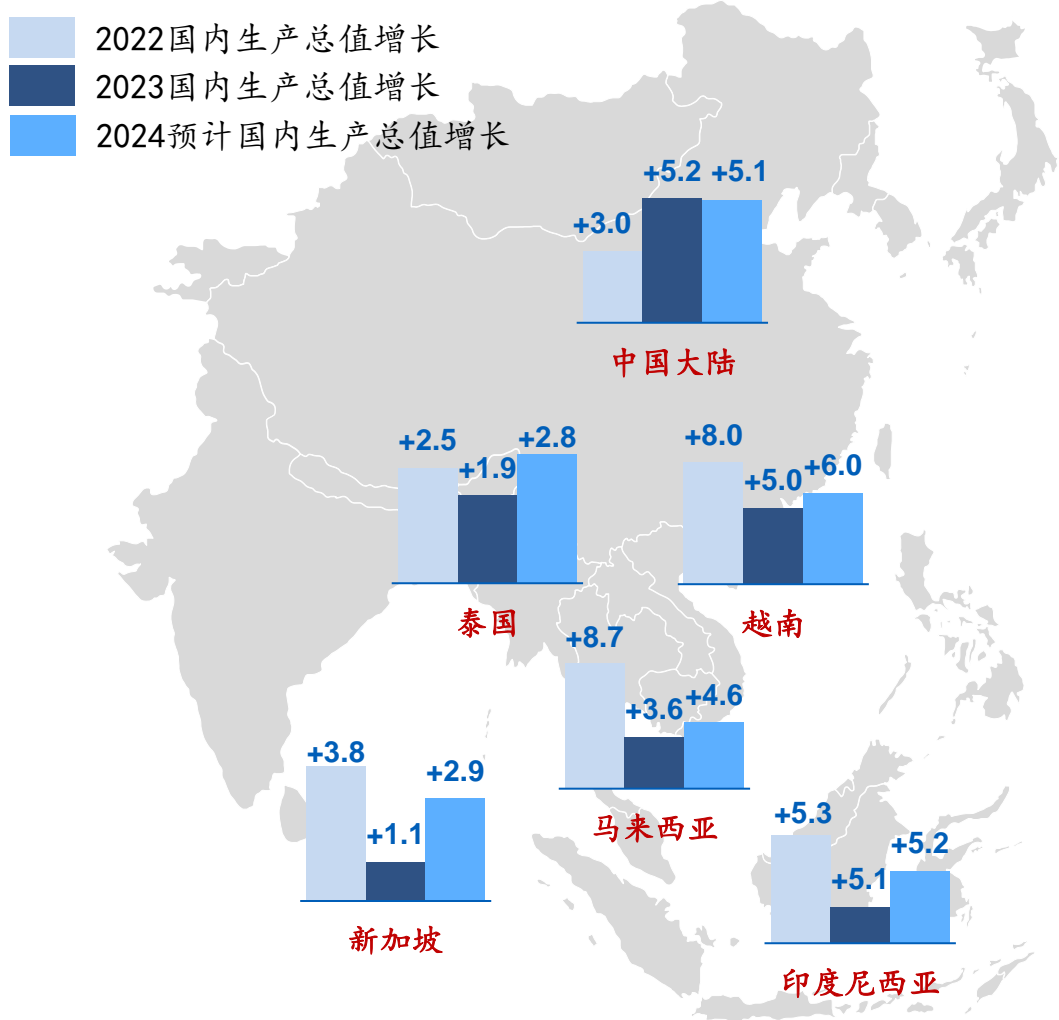 2022国内生产总值增长
2023国内生产总值增长
2024预计国内生产总值增长
+5.2 +5.1
+3.0
中国大陆
+2.5 +1.9 +2.8
泰国
+8.0 +5.0 +6.0
越南
+8.7 +3.6 +4.6
马来西亚
+3.8 +1.1 +2.9
新加坡
+5.3 +5.1 +5.2
印度尼西亚